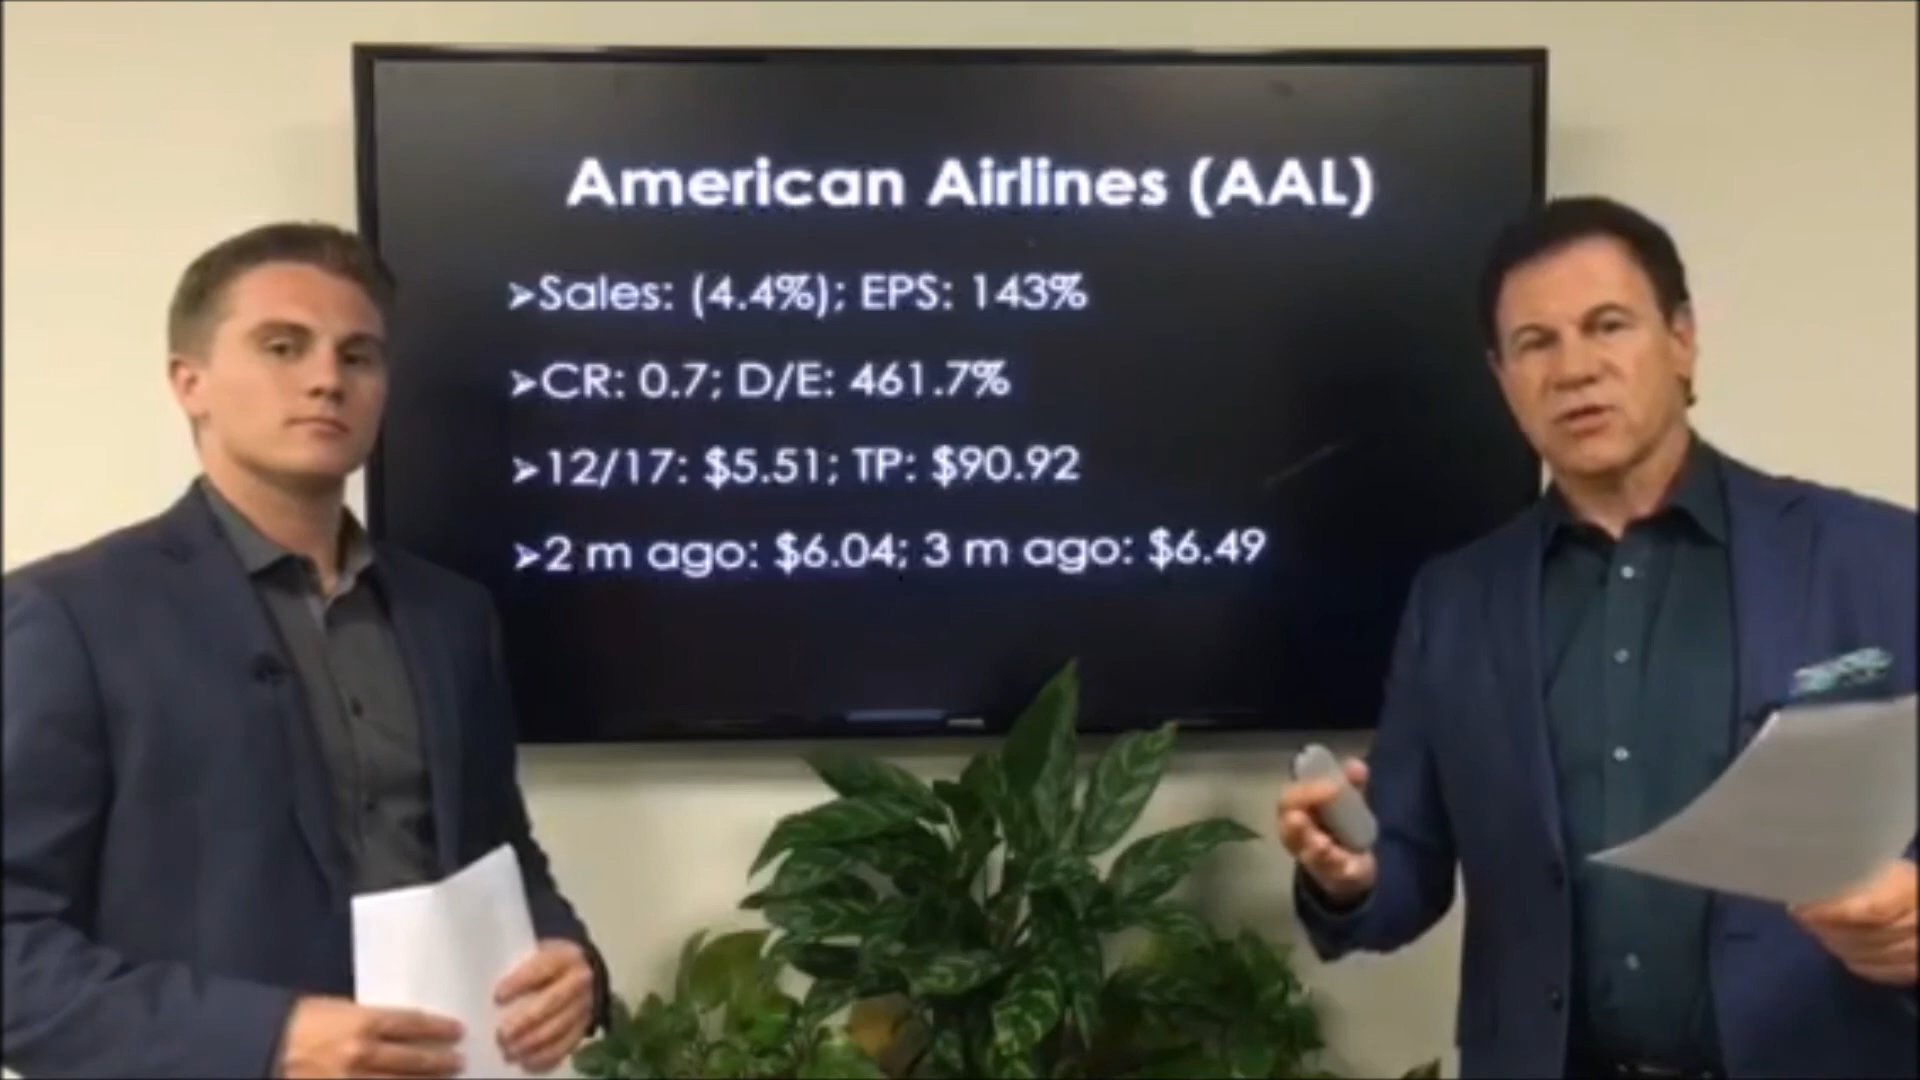 American Airlines (AAL)
➢Sales: (4.4%); EPS: 143%
➢CR: 0.7; D/E: 461.7%
➢12/17: $5.51; TP: $90.92
➢2 m ago: $6.04; 3 m ago: $6.49